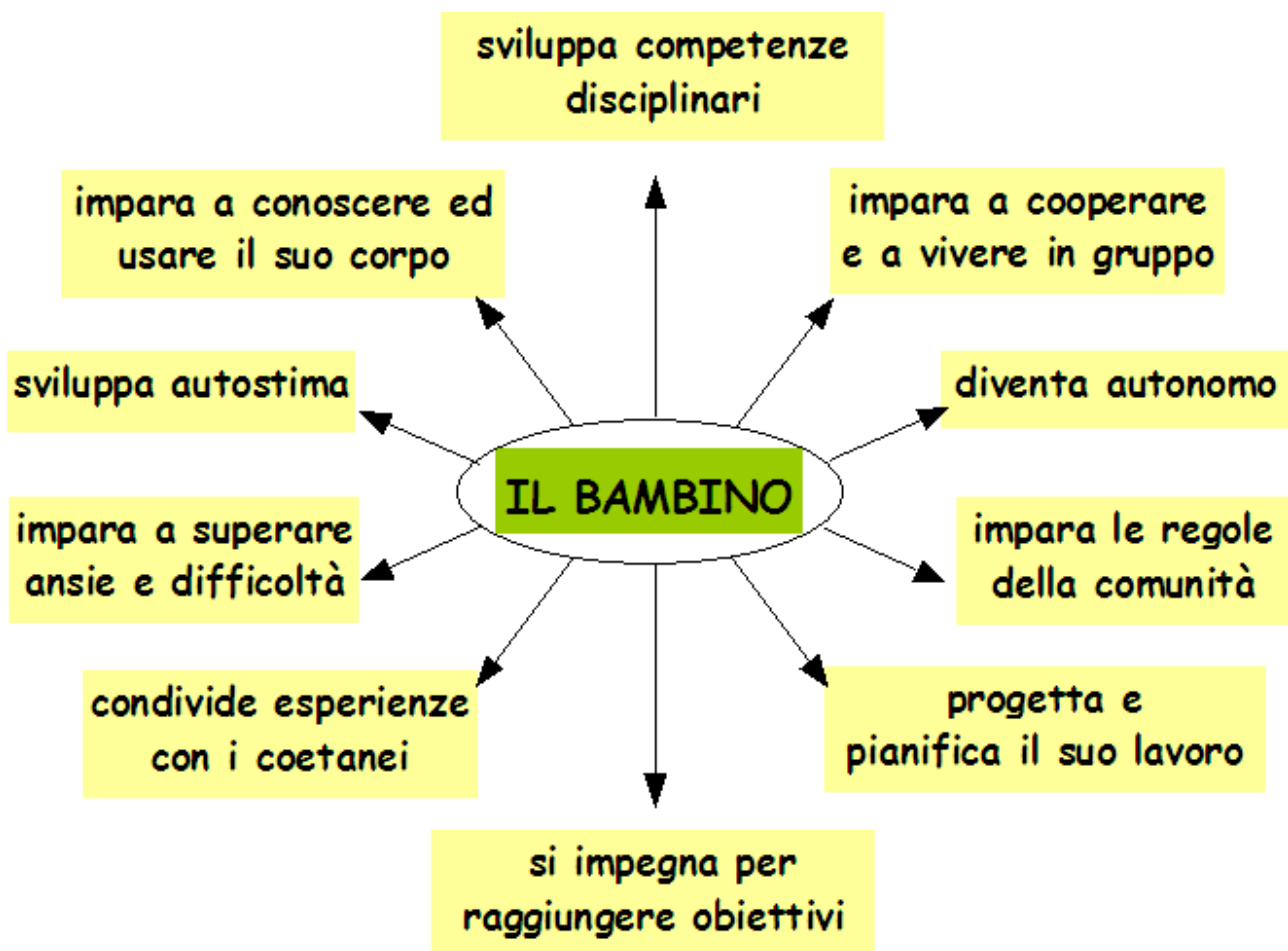 sviluppa competenze
disciplinari
impara a conoscere ed
usare il suo corpo
impara a cooperare
e a vivere in gruppo
sviluppa autostima
diventa autonomo
IL BAMBINO
impara a superare
ansie e difficoltà
impara le regole
della comunità
condivide esperienze
con i coetanei
progetta e
pianifica il suo lavoro
si impegna per
raggiungere obiettivi